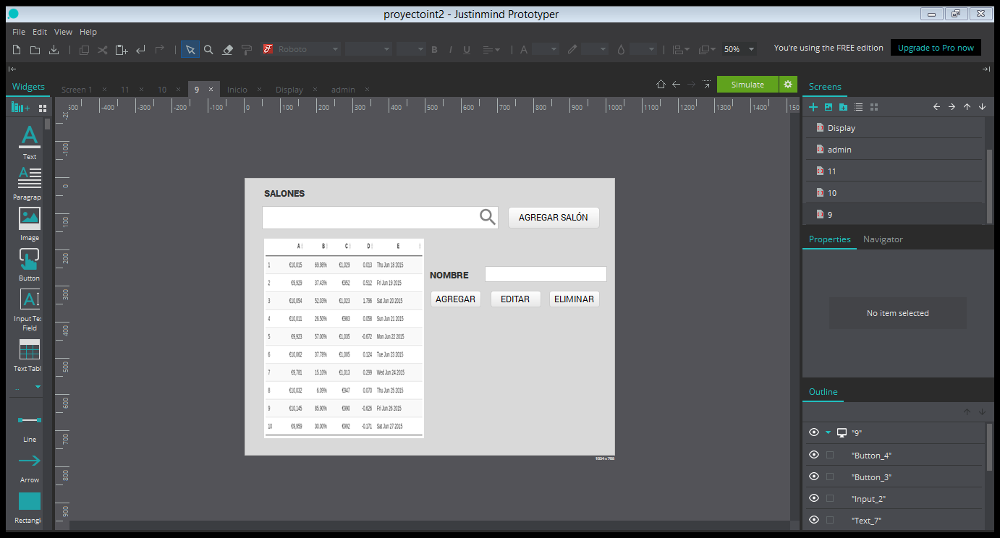 proyectoint2 - Justinmind Prototyper
File Edit View Help
Roboto B I U A 50% You're using the FREE edition Upgrade to Pro now
Widgets
Screen 1 11 10 9 Inicio Display admin
Simulate
Screens
-400 -300 -200 -100 0 100 200 300 400 500 600 700 800 900 1000 1100 1200 1300 1400
-100
0
100
200
300
400
500
600
700
800
900
Text
Paragrap
Image
Button
Input Te
Field
Text Tabl
..
Line
Arrow
Rectangl
SALONES
AGREGAR SALÓN
A B C D E
1 €10,015 69.98% €1,029 0.013 Thu Jun 18 2015
2 €9,929 37.43% €952 0.512 Fri Jun 19 2015
3 €10,054 52.03% €1,023 1.796 Sat Jun 20 2015
4 €10,011 26.50% €983 0.058 Sun Jun 21 2015
5 €9,923 57.00% €1,035 -0.672 Mon Jun 22 2015
6 €10,062 37.78% €1,005 0.124 Tue Jun 23 2015
7 €9,781 15.10% €1,013 0.299 Wed Jun 24 2015
8 €10,032 6.09% €947 0.070 Thu Jun 25 2015
9 €10,145 85.90% €990 -0.626 Fri Jun 26 2015
10 €9,959 30.00% €992 -0.171 Sat Jun 27 2015
NOMBRE
AGREGAR EDITAR ELIMINAR
1024 x 768
Display
admin
11
10
9
Properties Navigator
No item selected
Outline
"9"
"Button_4"
"Button_3"
"Input_2"
"Text_7"